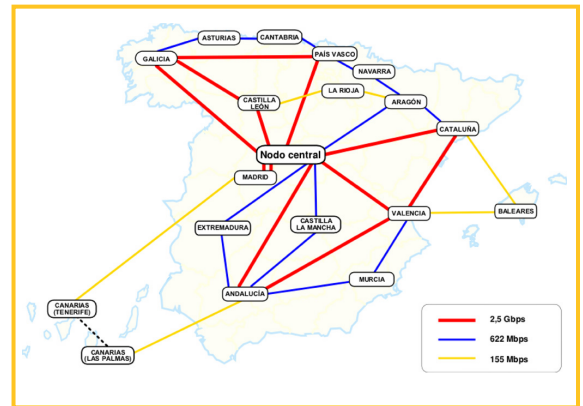 ASTURIAS
CANTABRIA
PAÍS VASCO
GALICIA
NAVARRA
LA RIOJA
CASTILLA
LEÓN
ARAGÓN
CATALUÑA
Nodo central
MADRID
EXTREMADURA
CASTILLA
LA MANCHA
VALENCIA
BALEARES
MURCIA
ANDALUCÍA
CANARIAS
(TENERIFE)
CANARIAS
(LAS PALMAS)
2,5 Gbps
622 Mbps
155 Mbps